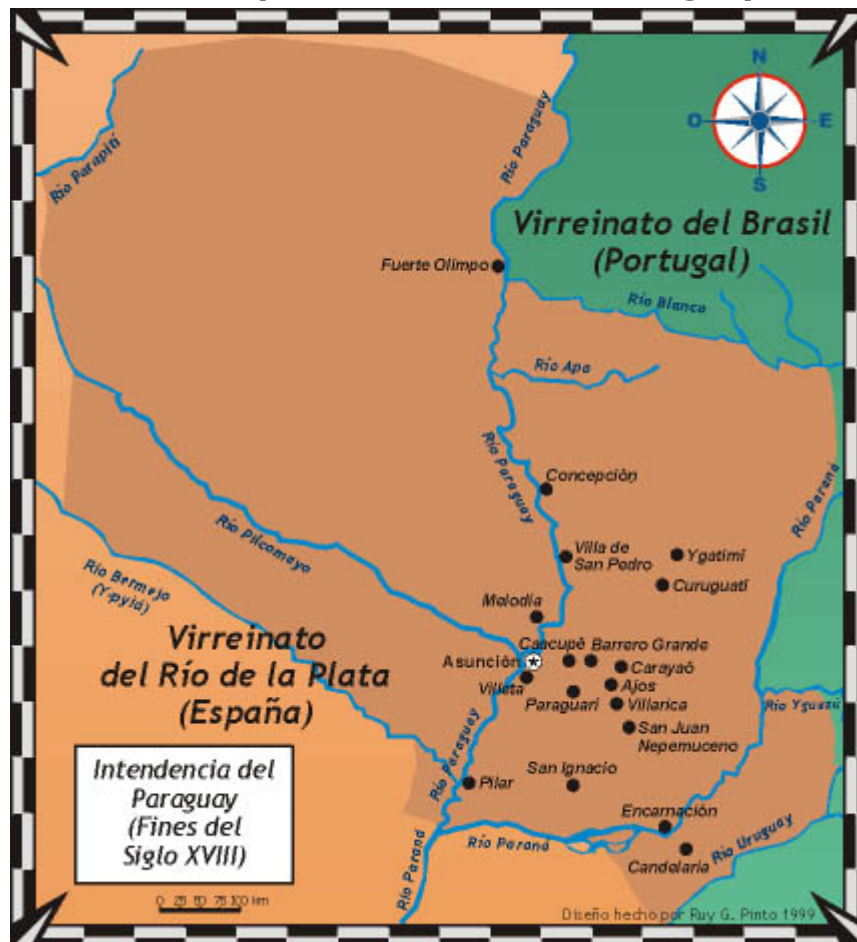 N
O
E
S
Río Paraguay
Río Parapití
Virreinato del Brasil
(Portugal)
Fuerte Olimpo
Río Blanco
Río Apa
Río Paraguay
Concepción
Río Paraná
Río Pilcomayo
Villa de
San Pedro
Ygatimí
Curuguatí
Río Bermejo
(Y-pyid)
Melodía
Virreinato
del Río de la Plata
(España)
Caacupé
Barrero Grande
Asunción
Carayaó
Villeta
Ajos
Paraguarí
Villarica
Río Yguazú
San Juan
Nepemuceno
Río Paraguay
Intendencia del
Paraguay
(Fines del
Siglo XVIII)
Pilar
San Ignacio
Encarnación
Río Paraná
Río Uruguay
Candelaria
Río Paraná
0 25 50 75 100 km
Diseño hecho por Ruy G. Pinto 1999